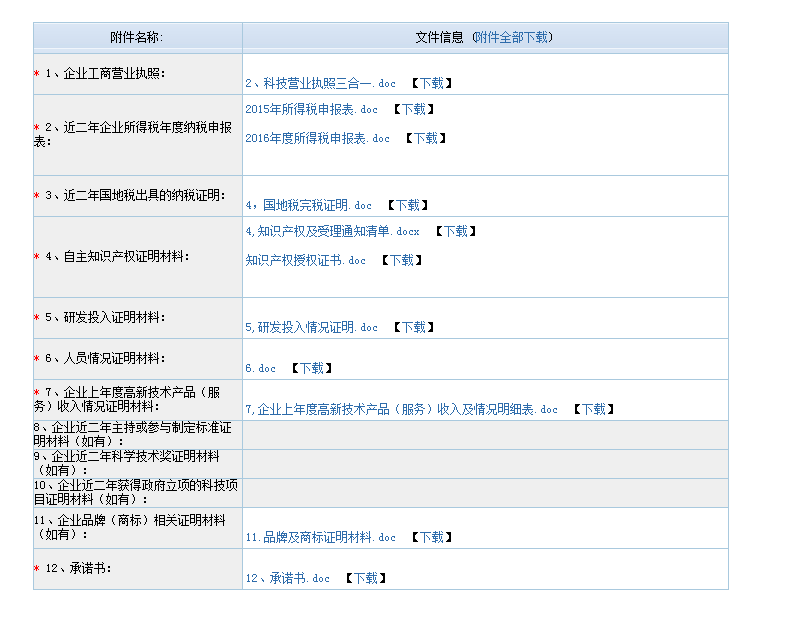 附件名称:
文件信息（附件全部下载）
* 1、企业工商营业执照:
2、科技营业执照三合一.doc 【下载】
* 2、近二年企业所得税年度纳税申报
表:
2015年所得税申报表.doc 【下载】
2016年度所得税申报表.doc 【下载】
* 3、近二年国地税出具的纳税证明:
4，国地税完税证明.doc 【下载】
* 4、自主知识产权证明材料:
4,知识产权及受理通知清单.docx 【下载】
知识产权授权证书.doc 【下载】
* 5、研发投入证明材料:
5,研发投入情况证明.doc 【下载】
* 6、人员情况证明材料:
6.doc 【下载】
* 7、企业上年度高新技术产品（服
务）收入情况证明材料:
7,企业上年度高新技术产品（服务）收入及情况明细表.doc 【下载】
8、企业近二年主持或参与制定标准证
明材料（如有）:
9、企业近二年科学技术奖证明材料
（如有）:
10、企业近二年获得政府立项的科技项
目证明材料（如有）:
11、企业品牌（商标）相关证明材料
（如有）:
11.品牌及商标证明材料.doc 【下载】
* 12、承诺书:
12、承诺书.doc 【下载】